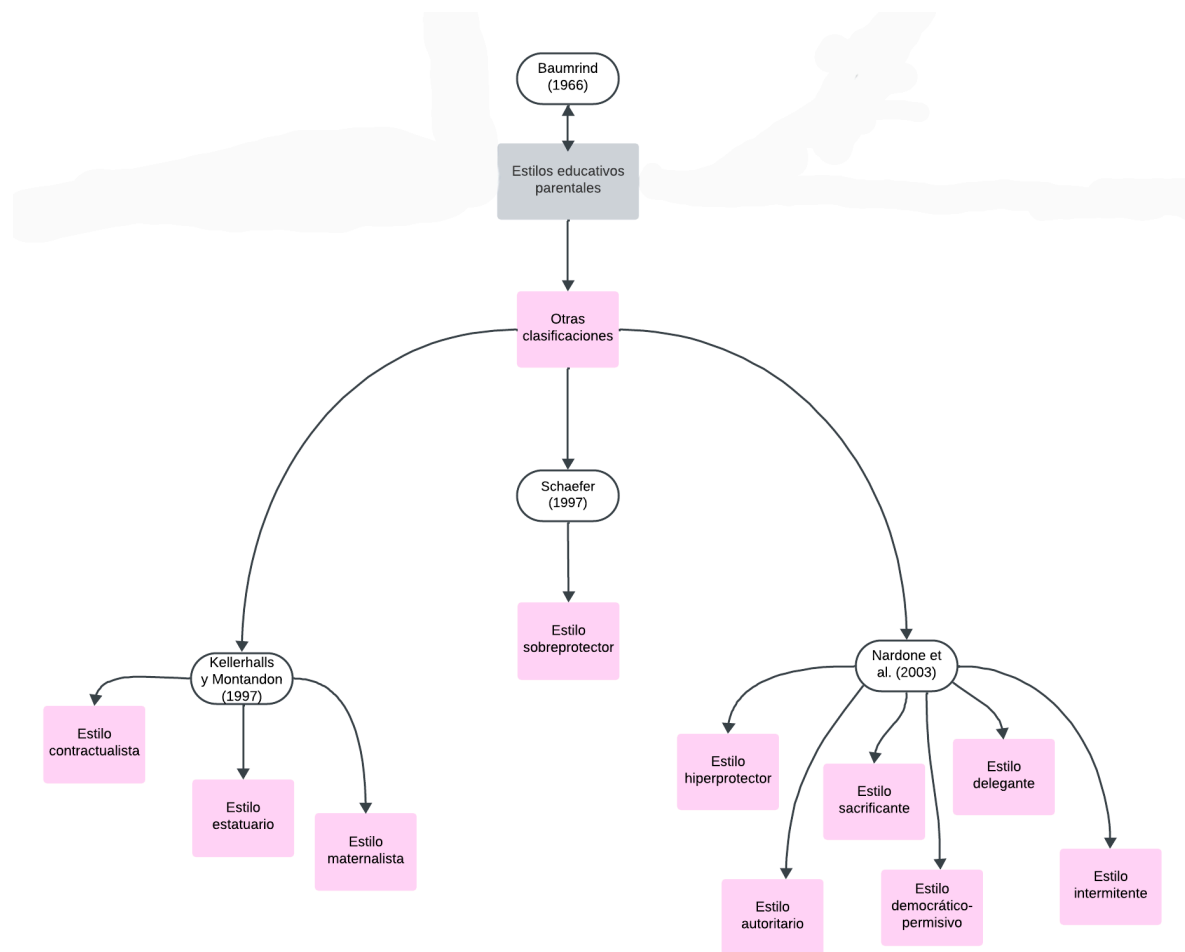 Baumrind
(1966)
Estilos educativos
parentales
Otras
clasificaciones
Schaefer
(1997)
Estilo
sobreprotector
Kellerhalls
y Montandon
(1997)
Estilo
contractualista
Estilo
estatuario
Estilo
maternalista
Nardone et
al. (2003)
Estilo
hiperprotector
Estilo
autoritario
Estilo
sacrificante
Estilo
democrático-
permisivo
Estilo
delegante
Estilo
intermitente